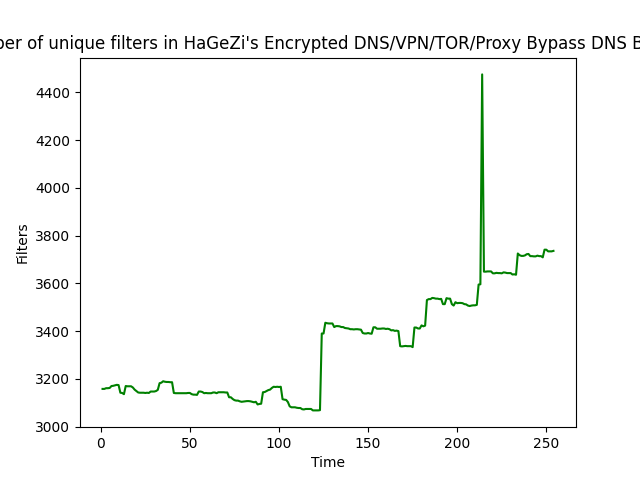 ber of unique filters in HaGeZi's Encrypted DNS/VPN/TOR/Proxy Bypass DNS B
4400
4200
4000
3800
3600
3400
3200
3000
Filters
0 50 100 150 200 250
Time